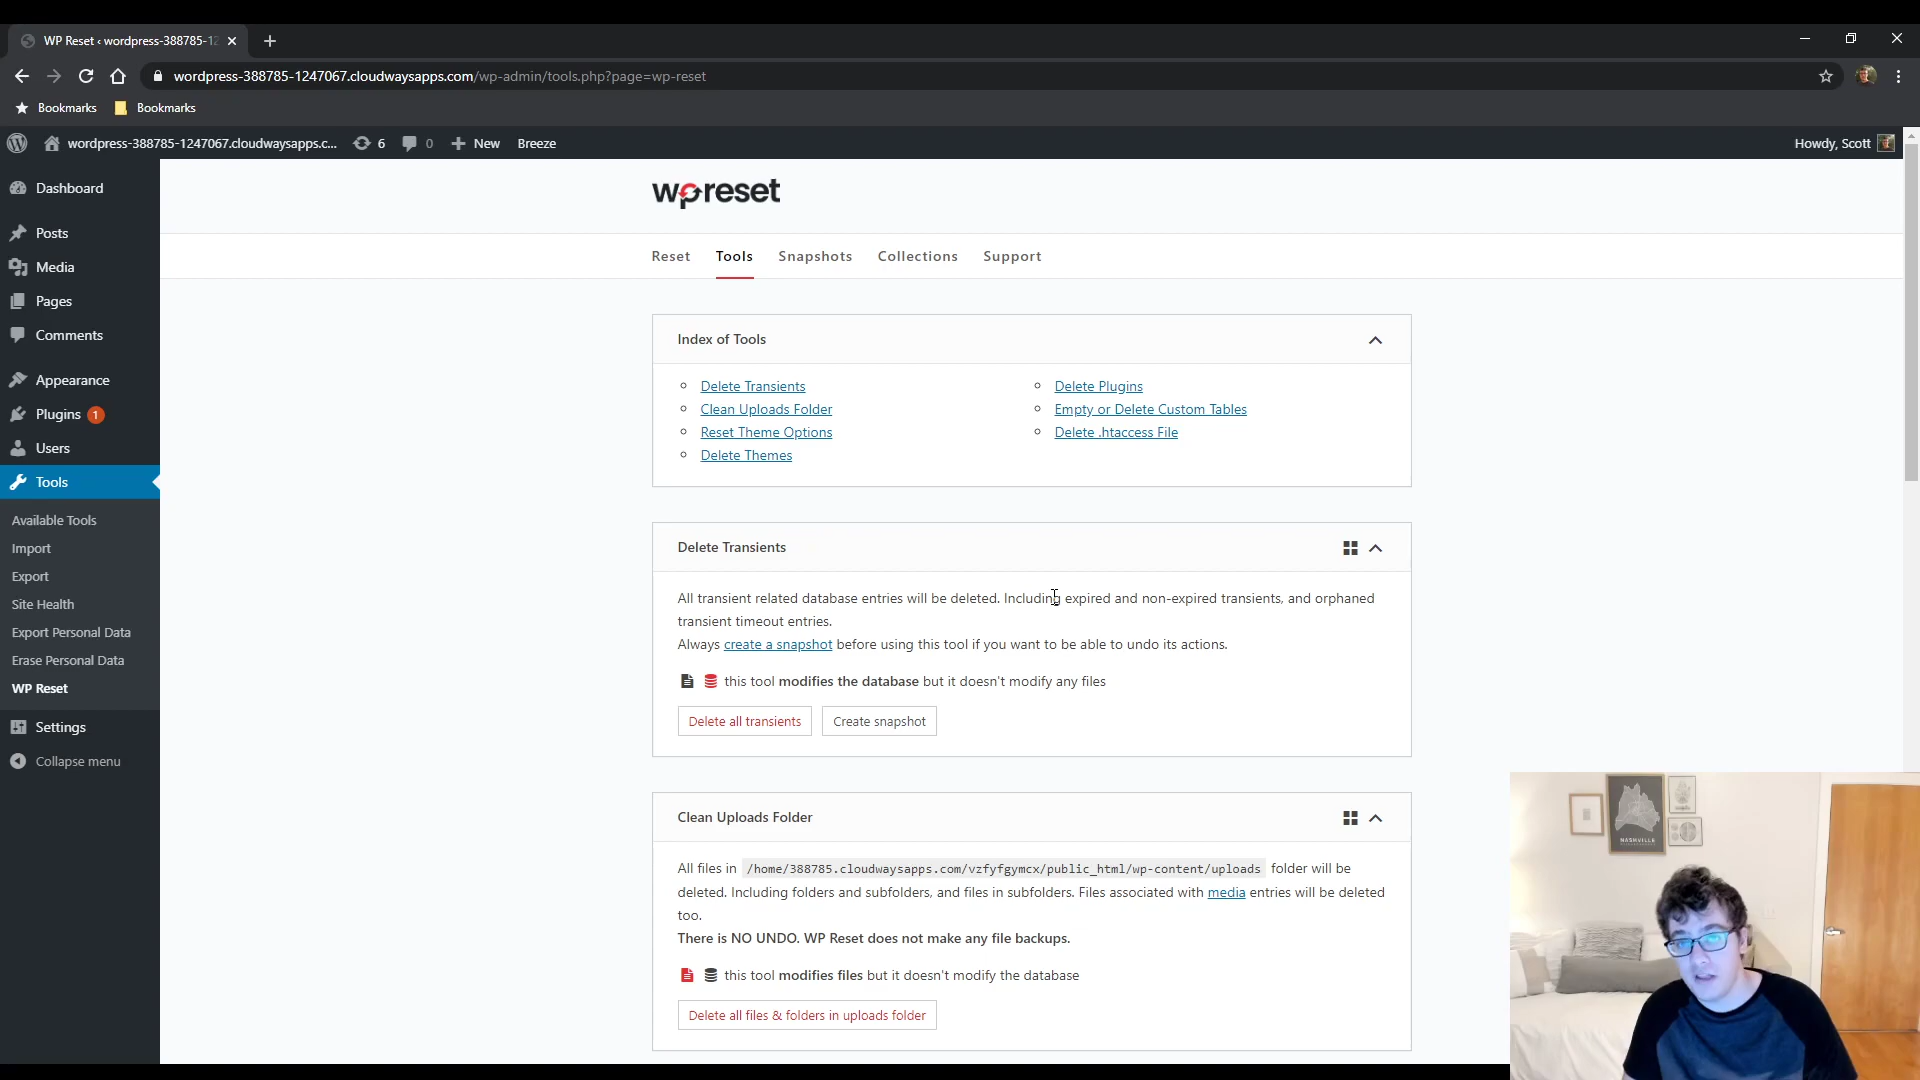 WP Reset ‹ wordpress-388785-12
wordpress-388785-1247067.cloudwaysapps.com/wp-admin/tools.php?page=wp-reset
Bookmarks
Bookmarks
wordpress-388785-1247067.cloudwaysapps.c...
6
0
New
Breeze
Howdy, Scott
Dashboard
Posts
Media
Pages
Comments
Appearance
Plugins 1
Users
Tools
Available Tools
Import
Export
Site Health
Export Personal Data
Erase Personal Data
WP Reset
Settings
Collapse menu
wpreset
Reset
Tools
Snapshots
Collections
Support
Index of Tools
Delete Transients
Clean Uploads Folder
Reset Theme Options
Delete Themes
Delete Plugins
Empty or Delete Custom Tables
Delete .htaccess File
Delete Transients
All transient related database entries will be deleted. Including expired and non-expired transients, and orphaned
transient timeout entries.
Always create a snapshot before using this tool if you want to be able to undo its actions.
this tool modifies the database but it doesn't modify any files
Delete all transients
Create snapshot
Clean Uploads Folder
All files in /home/388785.cloudwaysapps.com/vzfyfgymcx/public_html/wp-content/uploads folder will be
deleted. Including folders and subfolders, and files in subfolders. Files associated with media entries will be deleted
too.
There is NO UNDO. WP Reset does not make any file backups.
this tool modifies files but it doesn't modify the database
Delete all files & folders in uploads folder
NASHVILLE